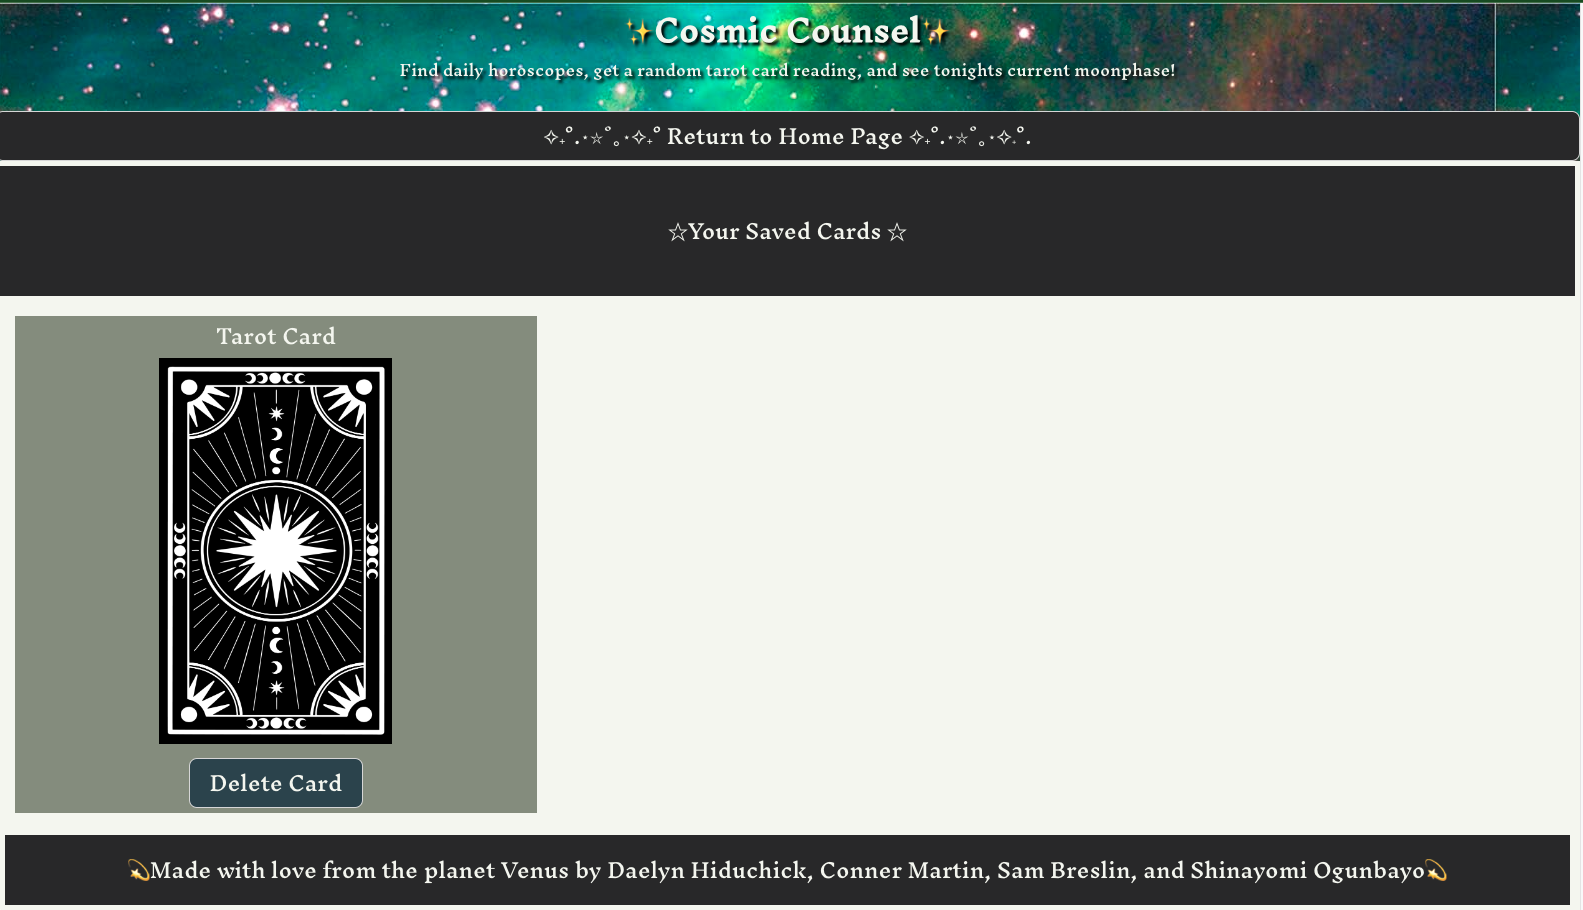 ✨Cosmic Counsel✨
Find daily horoscopes, get a random tarot card reading, and see tonights current moonphase!
✧˖°.⋆☆˚｡⋆✧˖° Return to Home Page ✧˖°.⋆☆˚｡⋆✧˖°.
☆Your Saved Cards ☆
Tarot Card
Delete Card
💫Made with love from the planet Venus by Daelyn Hiduchick, Conner Martin, Sam Breslin, and Shinayomi Ogunbayo💫